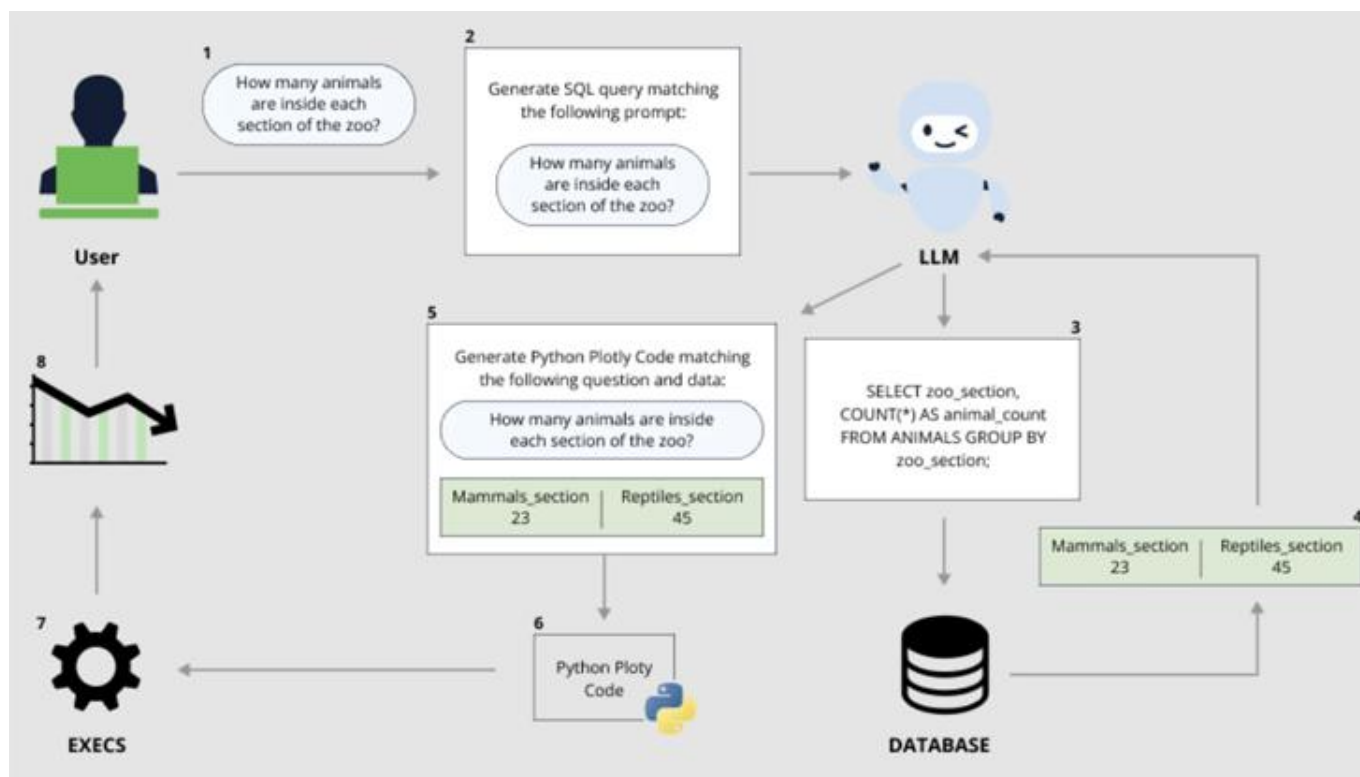 1
How many animals
are inside each
section of the zoo?
2
Generate SQL query matching
the following prompt:
How many animals
are inside each
section of the zoo?
User
LLM
3
SELECT zoo_section,
COUNT(*) AS animal_count
FROM ANIMALS GROUP BY
zoo_section;
4
Mammals_section
23
Reptiles_section
45
DATABASE
5
Generate Python Plotly Code matching
the following question and data:
How many animals are inside
each section of the zoo?
Mammals_section
23
Reptiles_section
45
6
Python Ploty
Code
7
EXECS
8